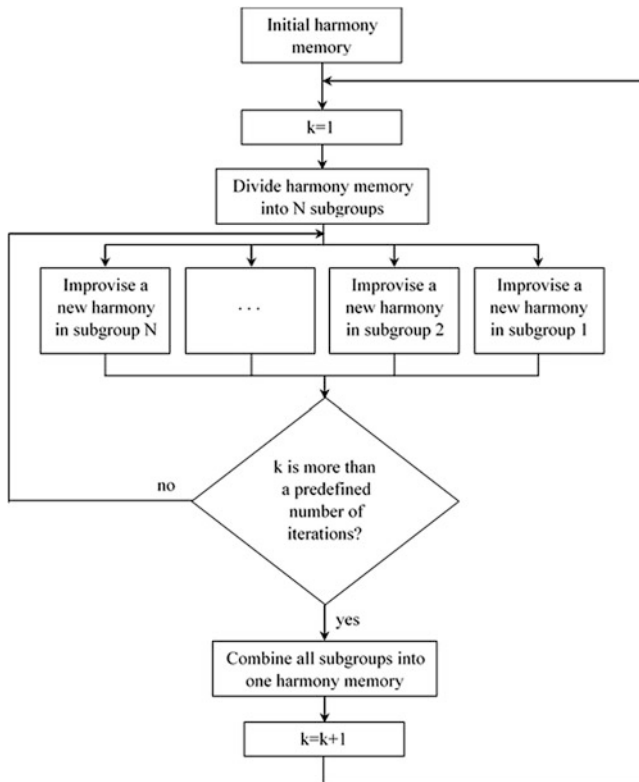 Initial harmony
memory
k=1
Divide harmony memory
into N subgroups
Improvise a
new harmony
in subgroup N
. . .
Improvise a
new harmony
in subgroup 2
Improvise a
new harmony
in subgroup 1
k is more than
a predefined
number of
iterations?
no
yes
Combine all subgroups into
one harmony memory
k=k+1